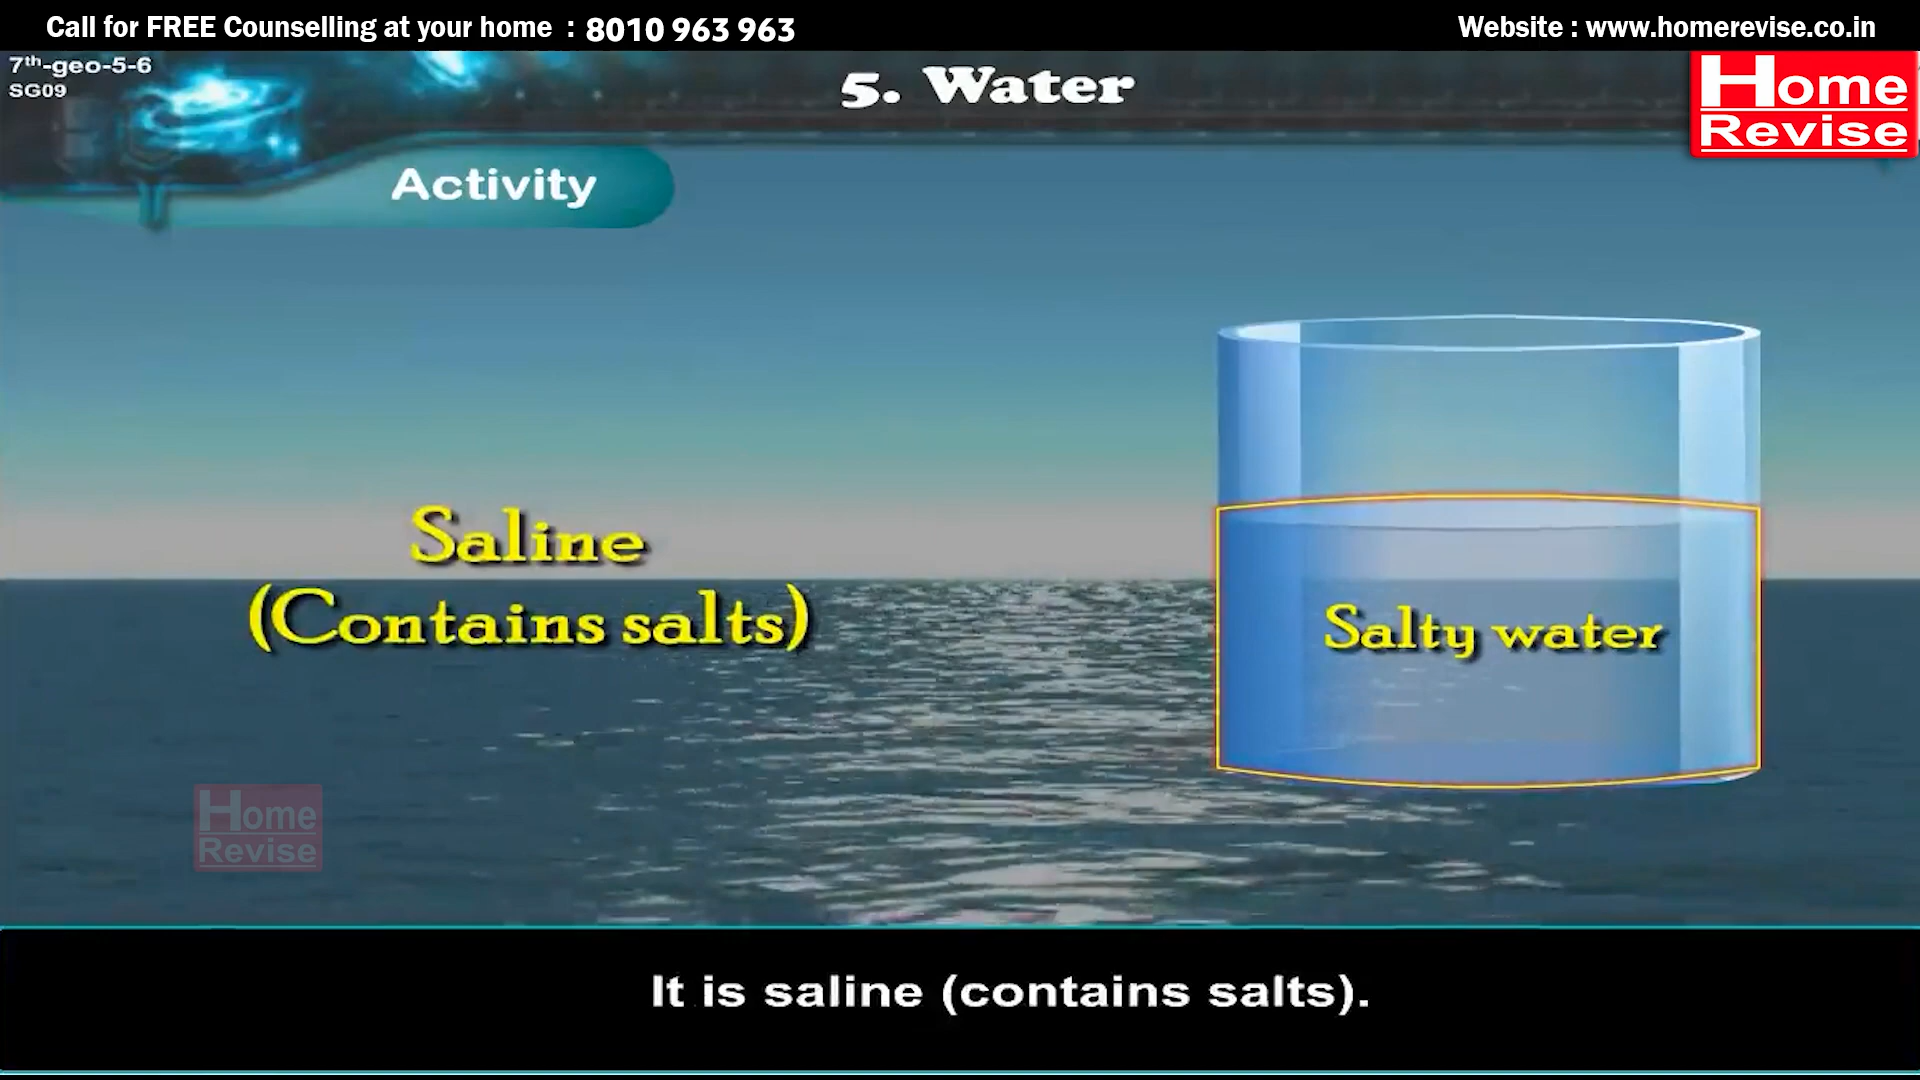 Call for FREE Counselling at your home : 8010 963 963
Website : www.homerevise.co.in
7th-geo-5-6
SG09
5. Water
Home
Revise
Activity
Saline
(Contains salts)
Salty water
Home
Revise
It is saline (contains salts).